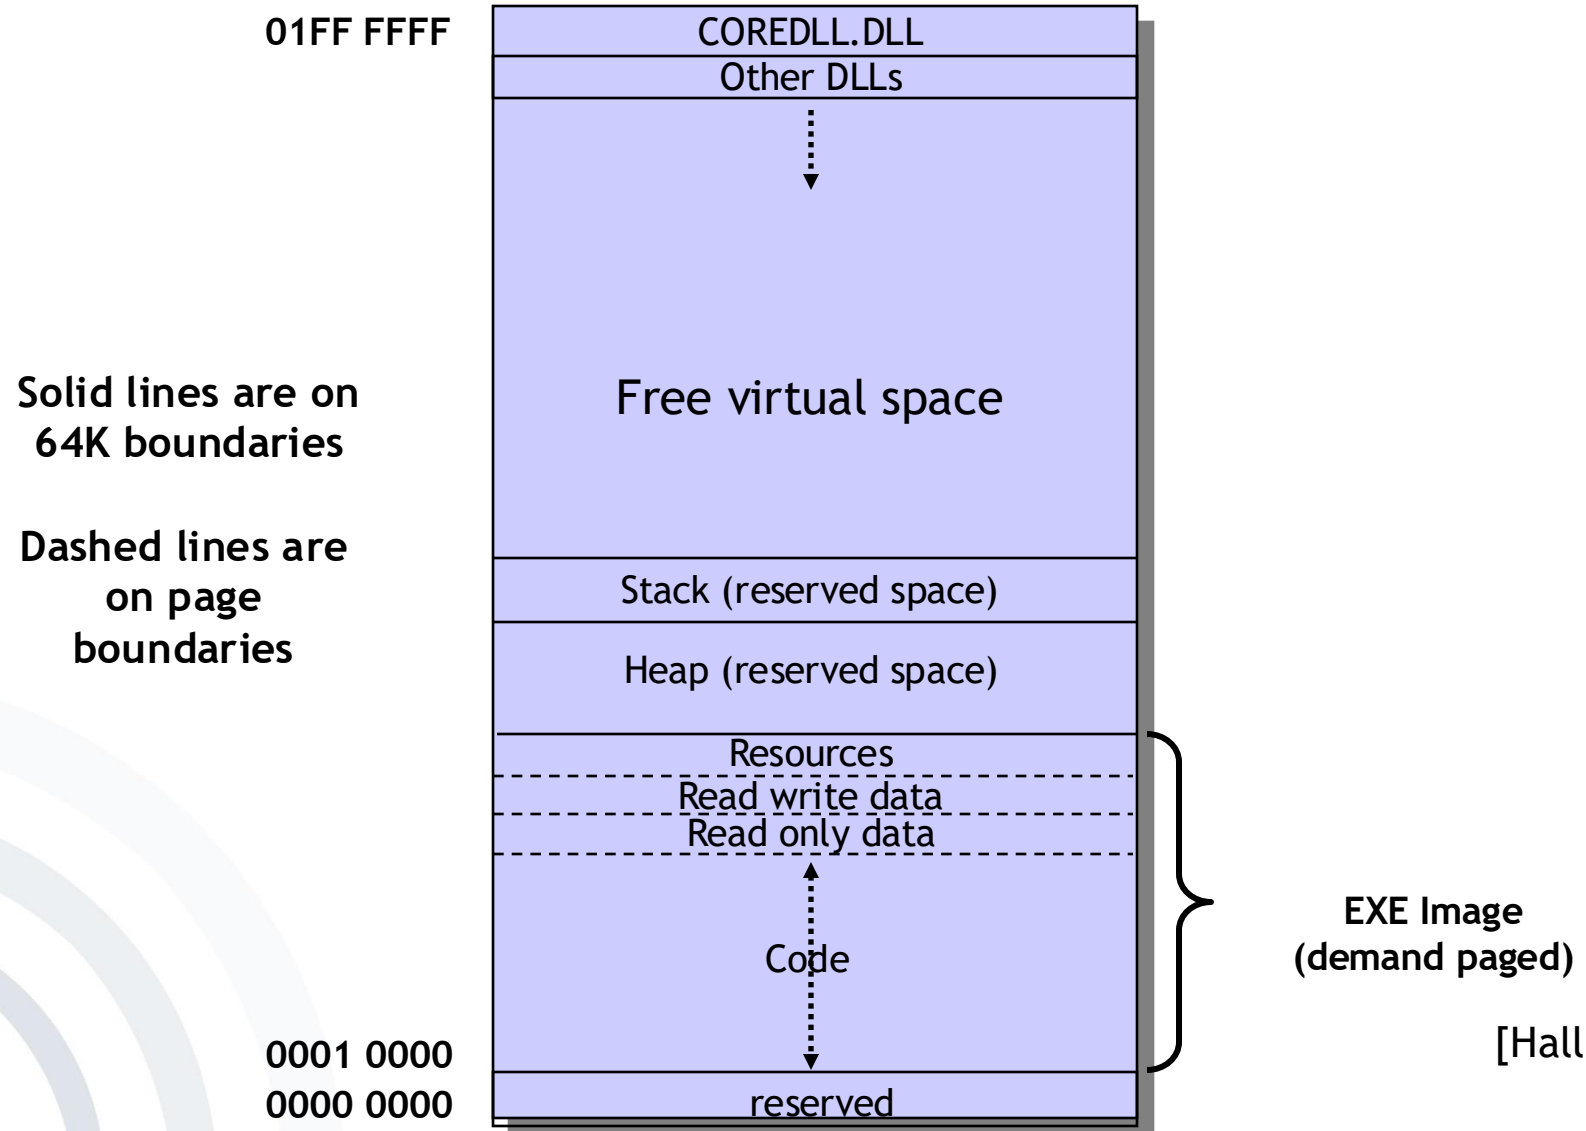 01FF FFFF
COREDLL.DLL
Other DLLs
Free virtual space
Solid lines are on
64K boundaries
Dashed lines are
on page
boundaries
Stack (reserved space)
Heap (reserved space)
Resources
Read write data
Read only data
Code
EXE Image
(demand paged)
[Hall
0001 0000
0000 0000
reserved